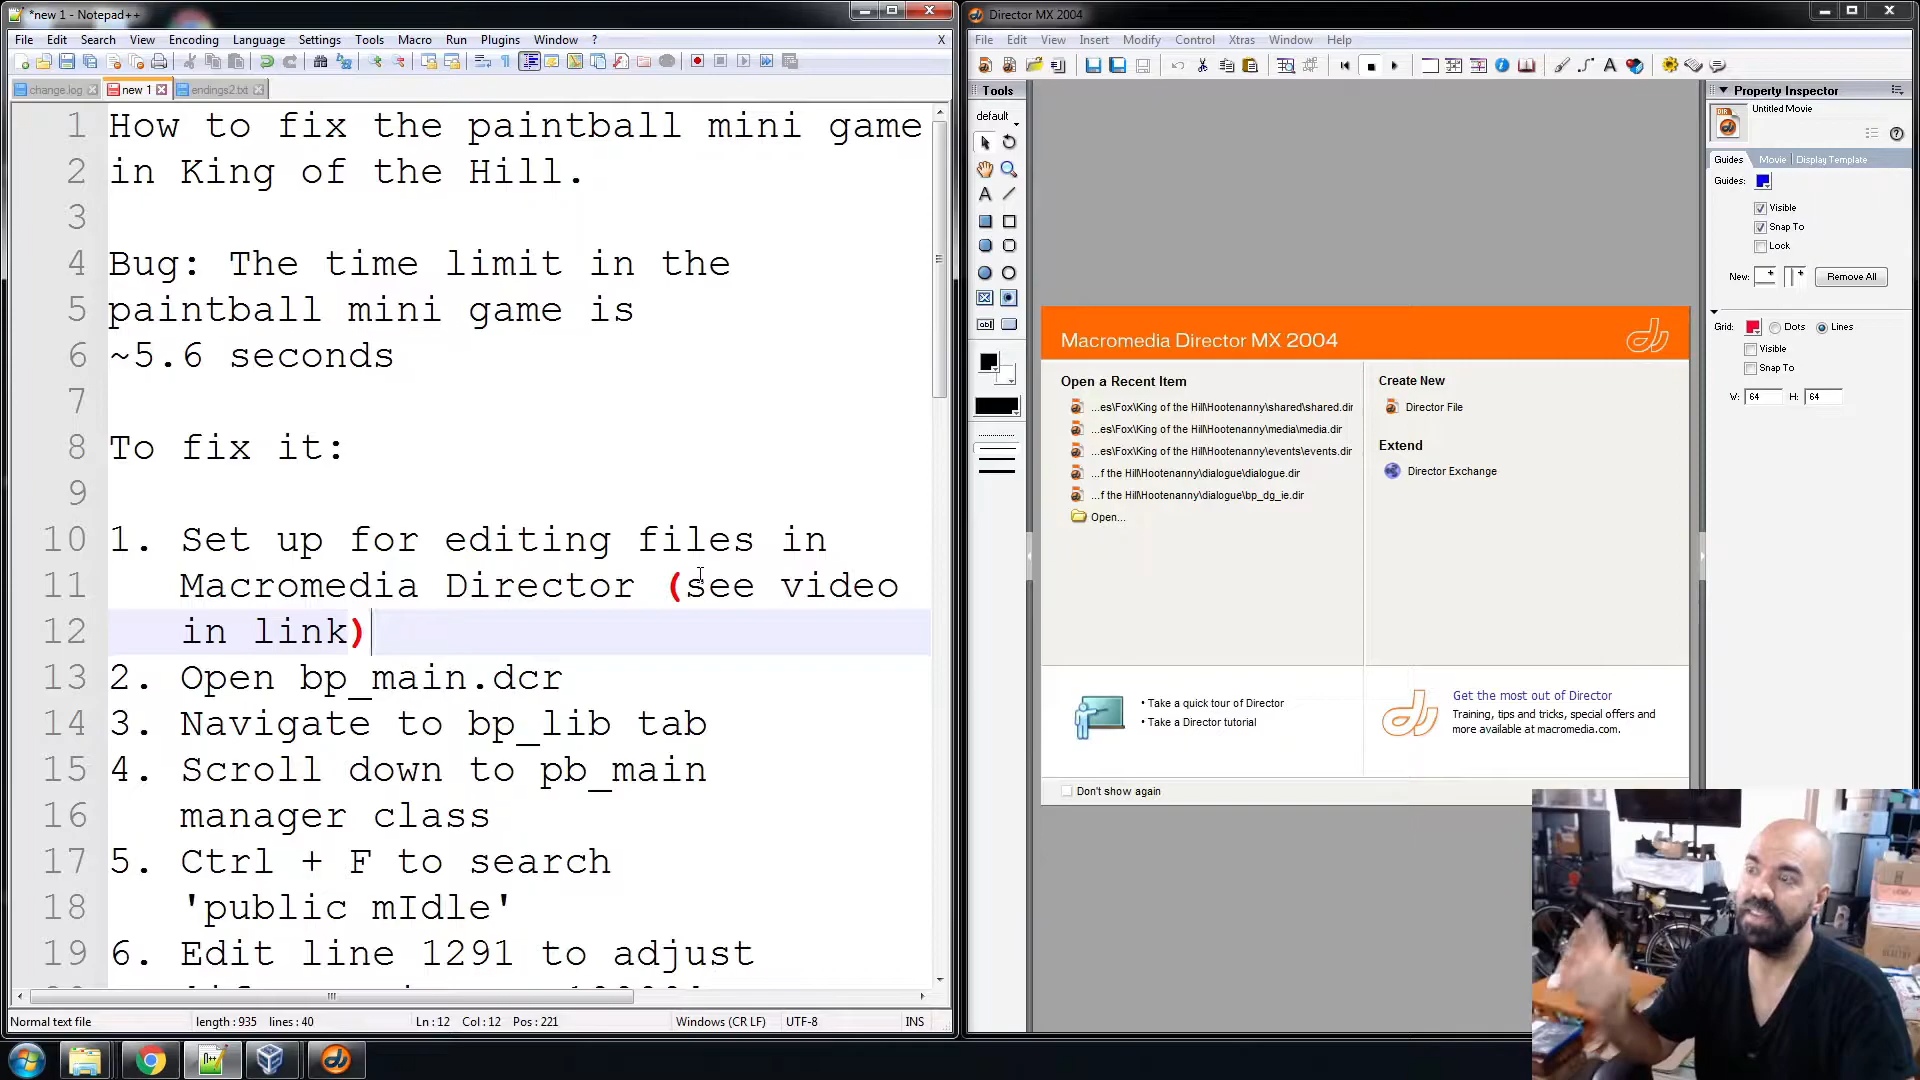 *new 1 - Notepad++
File Edit Search View Encoding Language Settings Tools Macro Run Plugins Window ? X
change.log new 1 endings2.txt
1 How to fix the paintball mini game
2 in King of the Hill.
3
4 Bug: The time limit in the
5 paintball mini game is
6 ~5.6 seconds
7
8 To fix it:
9
10 1. Set up for editing files in
11 Macromedia Director (see video
12 in link)
13 2. Open bp_main.dcr
14 3. Navigate to bp_lib tab
15 4. Scroll down to pb_main
16 manager class
17 5. Ctrl + F to search
18 'public mIdle'
19 6. Edit line 1291 to adjust
Normal text file length : 935 lines : 40 Ln : 12 Col : 12 Pos : 221 Windows (CR LF) UTF-8 INS
Director MX 2004
File Edit View Insert Modify Control Xtras Window Help
Tools
default
Macromedia Director MX 2004
Open a Recent Item
...es\Fox\King of the Hill\Hootenanny\shared\shared.dir
...es\Fox\King of the Hill\Hootenanny\media\media.dir
...es\Fox\King of the Hill\Hootenanny\events\events.dir
...f the Hill\Hootenanny\dialogue\dialogue.dir
...f the Hill\Hootenanny\dialogue\bp_dg_ie.dir
Open...
Create New
Director File
Extend
Director Exchange
• Take a quick tour of Director
• Take a Director tutorial
Get the most out of Director
Training, tips and tricks, special offers and
more available at macromedia.com.
Don't show again
Property Inspector
Untitled Movie
Guides Movie Display Template
Guides:
Visible
Snap To
Lock
New: Remove All
Grid: Dots Lines
Visible
Snap To
W: 64 H: 64